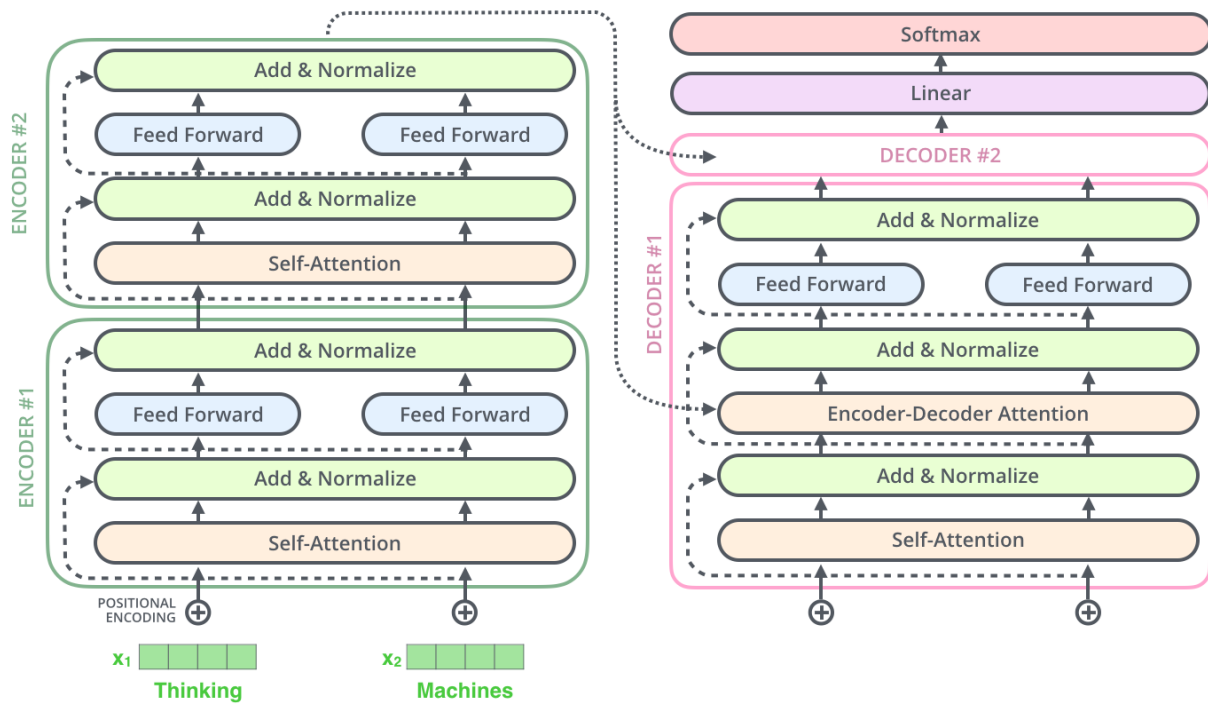 ENCODER #2
Add & Normalize
Feed Forward
Feed Forward
Add & Normalize
Self-Attention
ENCODER #1
Add & Normalize
Feed Forward
Feed Forward
Add & Normalize
Self-Attention
POSITIONAL
ENCODING
x1
x2
Thinking
Machines
Softmax
Linear
DECODER #2
DECODER #1
Add & Normalize
Feed Forward
Feed Forward
Add & Normalize
Encoder-Decoder Attention
Add & Normalize
Self-Attention